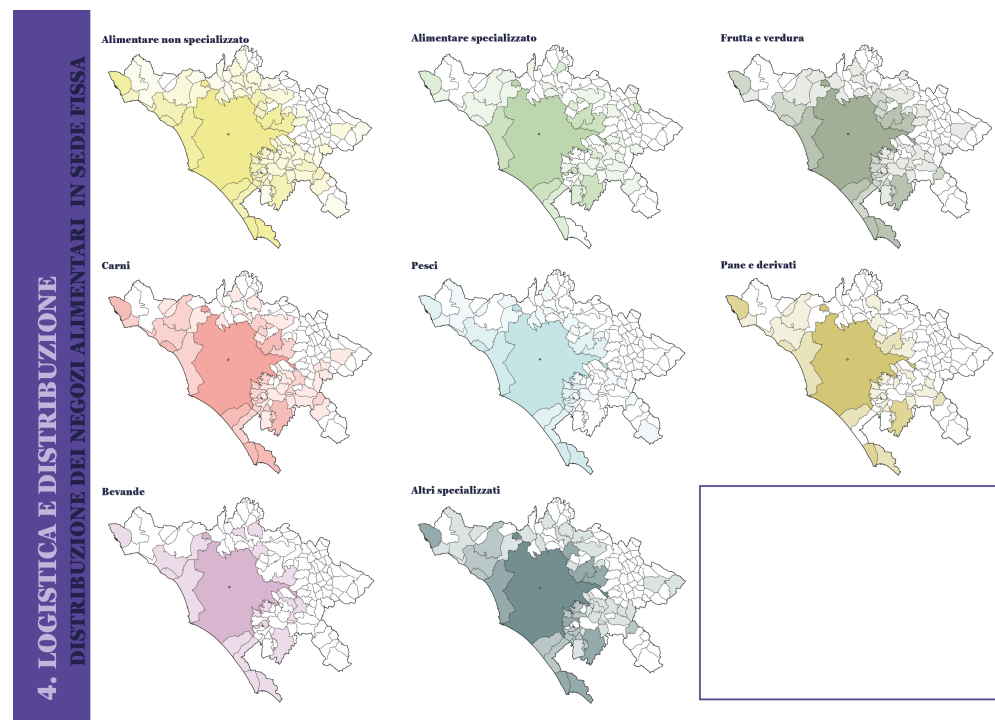 4. LOGISTICA E DISTRIBUZIONE
DISTRIBUZIONE DEI NEGOZI ALIMENTARI IN SEDE FISSA
Alimentare non specializzato
Alimentare specializzato
Frutta e verdura
Carni
Pesci
Pane e derivati
Bevande
Altri specializzati